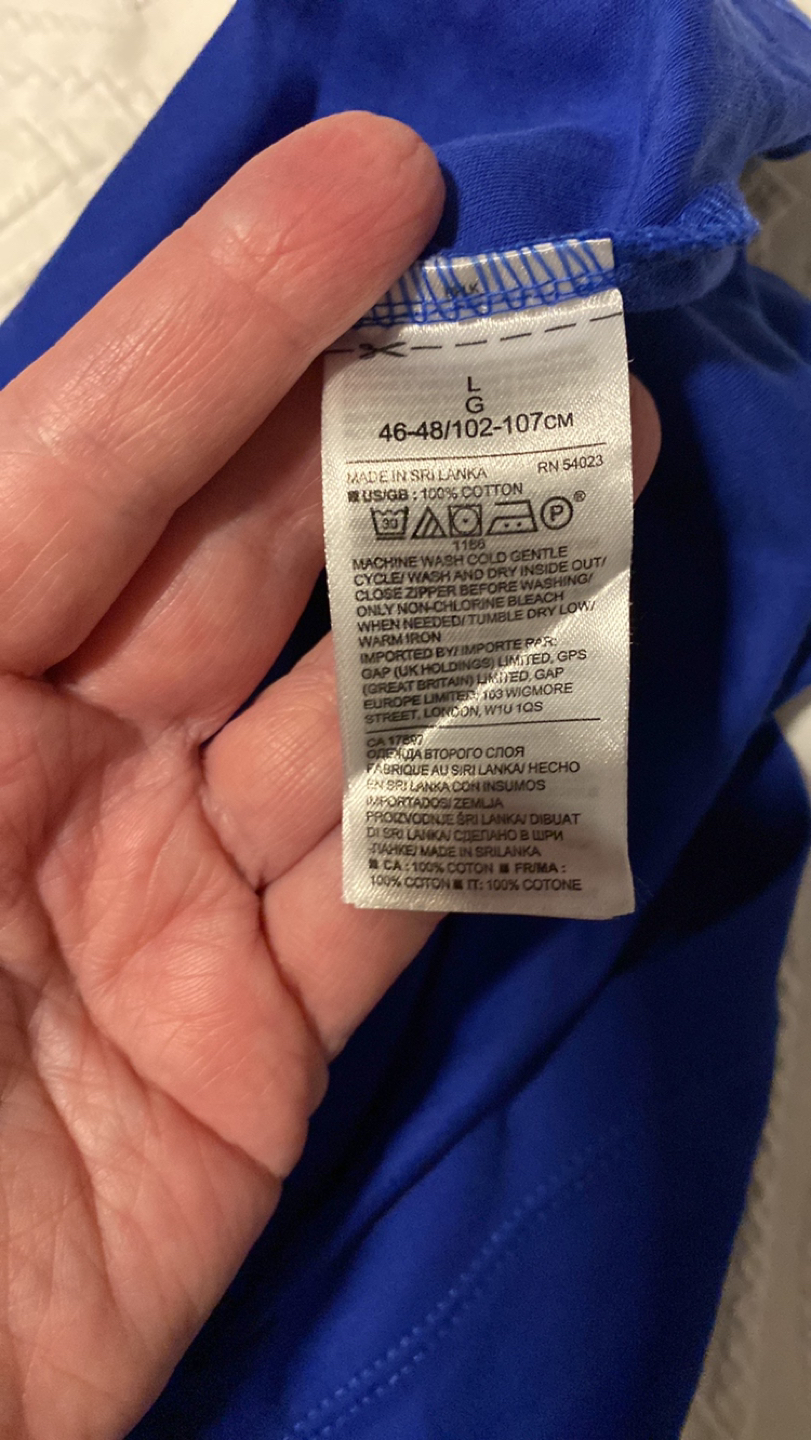 L
G
46-48/102-107CM
MADE IN SRI LANKA RN 54023
■ US/GB : 100% COTTON
30 P ®
1186
MACHINE WASH COLD GENTLE
CYCLE/ WASH AND DRY INSIDE OUT/
CLOSE ZIPPER BEFORE WASHING/
ONLY NON-CHLORINE BLEACH
WHEN NEEDED/ TUMBLE DRY LOW/
WARM IRON
IMPORTED BY/ IMPORTE PAR:
GAP (UK HOLDINGS) LIMITED, GPS
(GREAT BRITAIN) LIMITED, GAP
EUROPE LIMITED, 103 WIGMORE
STREET, LONDON, W1U 1QS
CA 17897
ОДЕЖДА ВТОРОГО СЛОЯ
FABRIQUE AU SRI LANKA/ HECHO
EN SRI LANKA CON INSUMOS
IMPORTADOS/ ZEMLJA
PROIZVODNJE ŠRI LANKA/ DIBUAT
DI SRI LANKA/ СДЕЛАНО В ШРИ
-ЛАНКЕ/ MADE IN SRILANKA
■ CA : 100% COTON ■ FR/MA :
100% COTON ■ IT: 100% COTONE